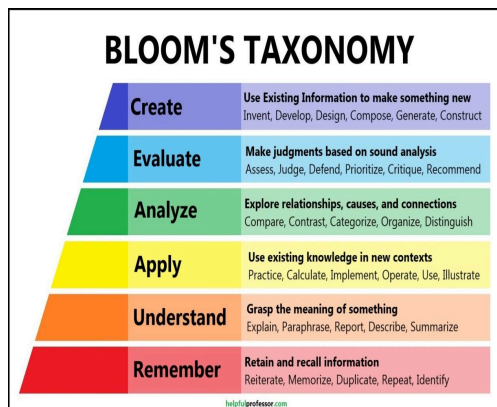 BLOOM'S TAXONOMY
Create
Use Existing Information to make something new
Invent, Develop, Design, Compose, Generate, Construct
Evaluate
Make judgments based on sound analysis
Assess, Judge, Defend, Prioritize, Critique, Recommend
Analyze
Explore relationships, causes, and connections
Compare, Contrast, Categorize, Organize, Distinguish
Apply
Use existing knowledge in new contexts
Practice, Calculate, Implement, Operate, Use, Illustrate
Understand
Grasp the meaning of something
Explain, Paraphrase, Report, Describe, Summarize
Remember
Retain and recall information
Reiterate, Memorize, Duplicate, Repeat, Identify
helpfulprofessor.com